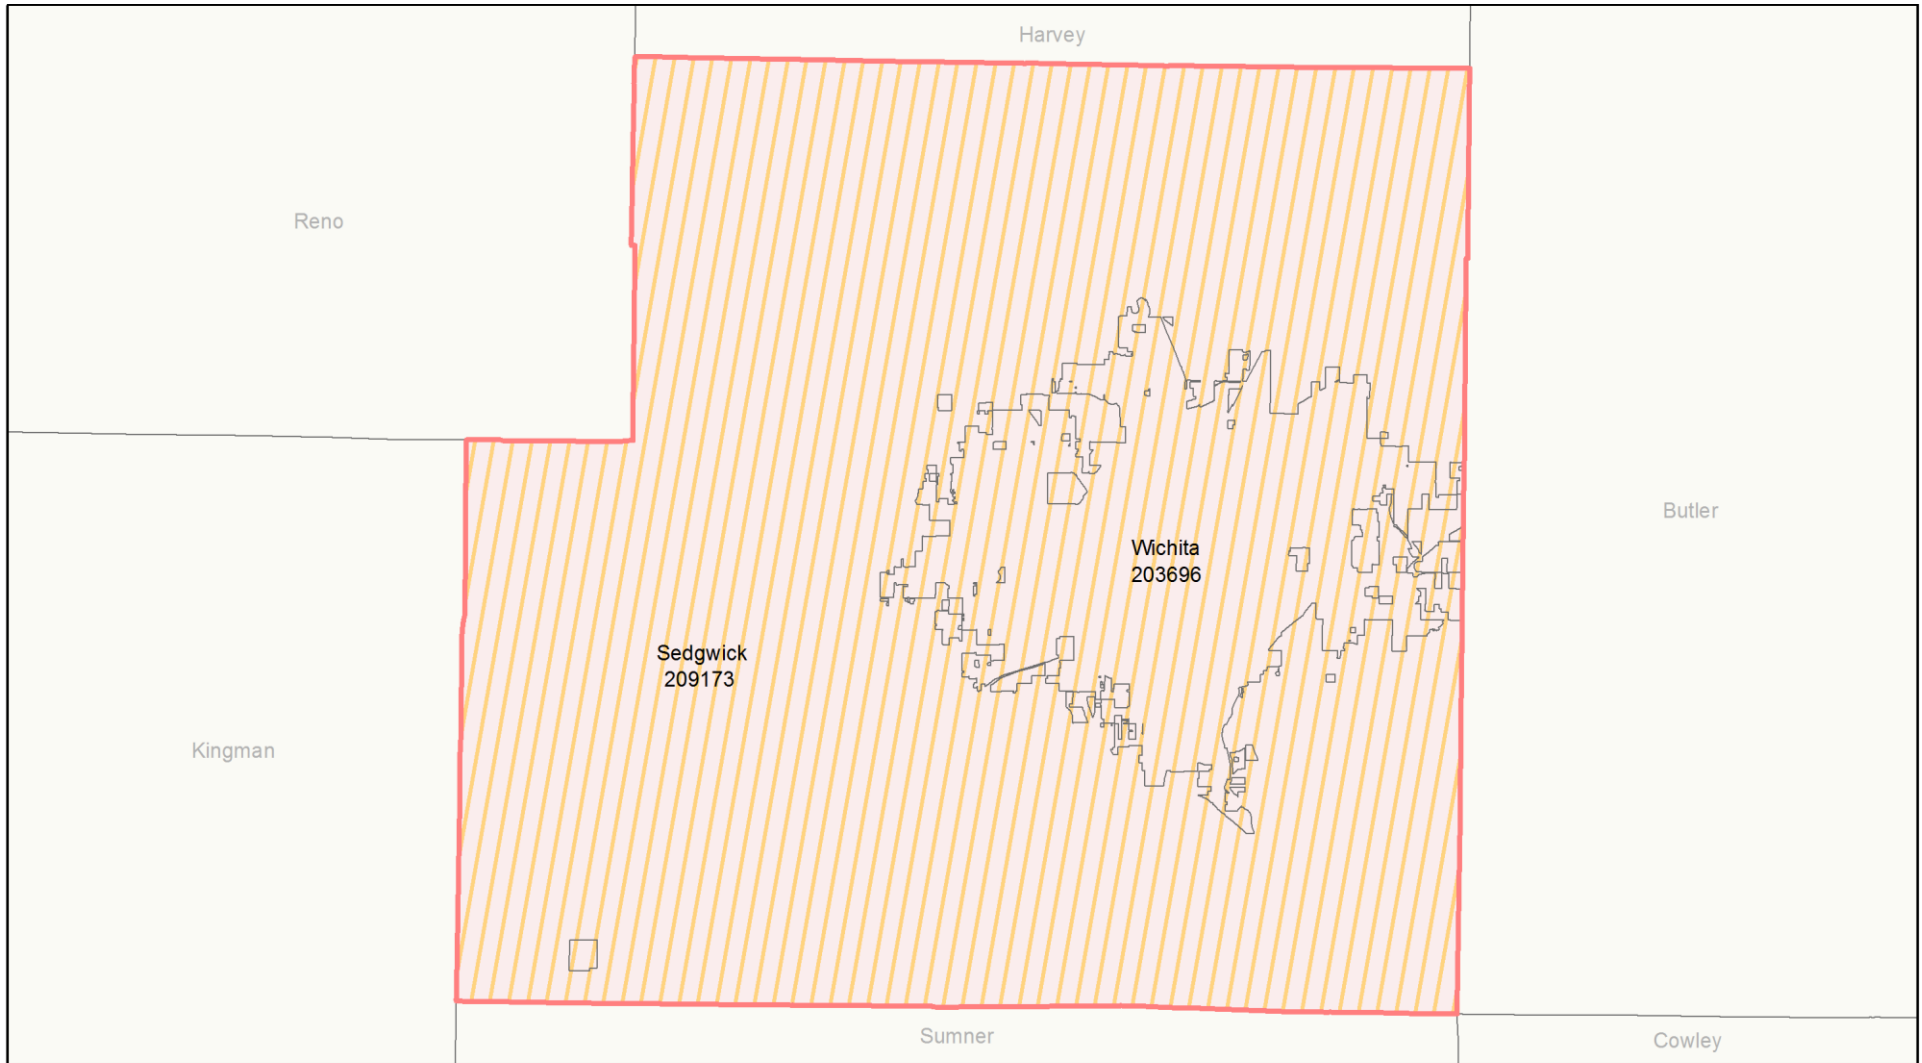 Harvey
Reno
Butler
Wichita
203696
Sedgwick
209173
Kingman
Sumner
Cowley